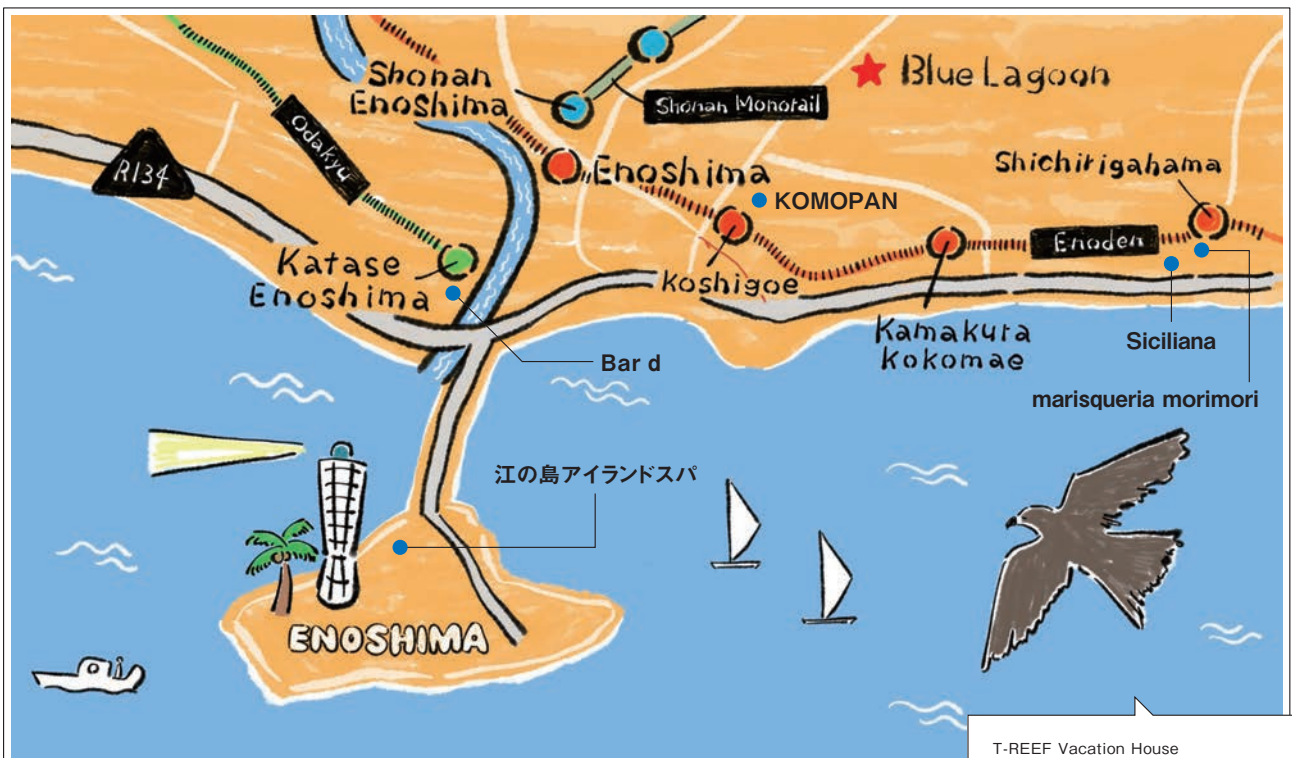 Shonan
Enoshima
Shonan Monorail
Blue Lagoon
Odakyu
R134
Enoshima
KOMOPAN
Shichirigahama
Katase
Enoshima
Koshigoe
Enoden
Kamakura
Kokomae
Siciliana
Bar d
marisqueria morimori
江の島アイランドスパ
ENOSHIMA
T-REEF Vacation House